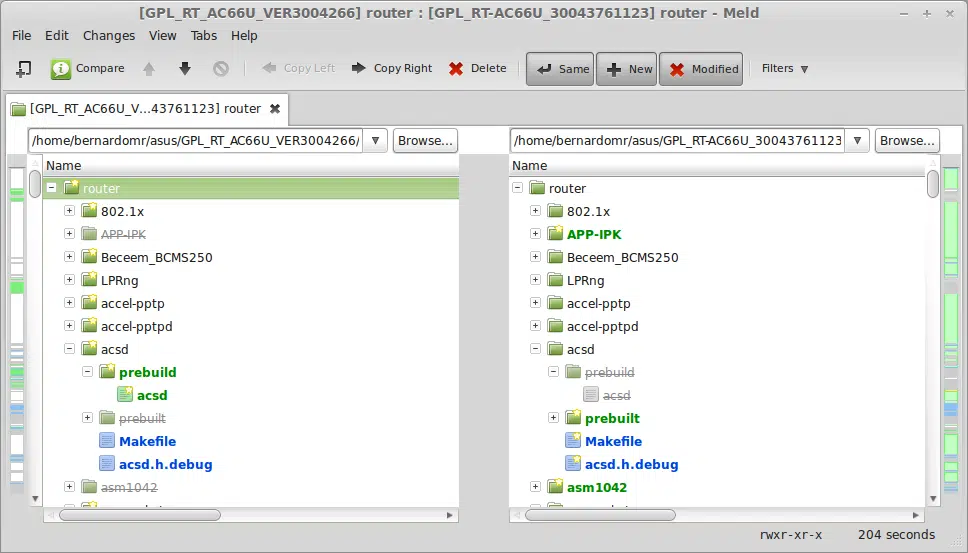 [GPL_RT_AC66U_VER3004266] router : [GPL_RT-AC66U_30043761123] router - Meld
File Edit Changes View Tabs Help
Compare Copy Left Copy Right Delete Same New Modified Filters
[GPL_RT_AC66U_V...43761123] router
/home/bernardomr/asus/GPL_RT_AC66U_VER3004266/ Browse... /home/bernardomr/asus/GPL_RT-AC66U_30043761123 Browse...
Name Name
router router
802.1x 802.1x
APP-IPK APP-IPK
Beceem_BCMS250 Beceem_BCMS250
LPRng LPRng
accel-pptp accel-pptp
accel-pptpd accel-pptpd
acsd acsd
prebuild prebuild
acsd acsd
prebuilt prebuilt
Makefile Makefile
acsd.h.debug acsd.h.debug
asm1042 asm1042
rwxr-xr-x 204 seconds